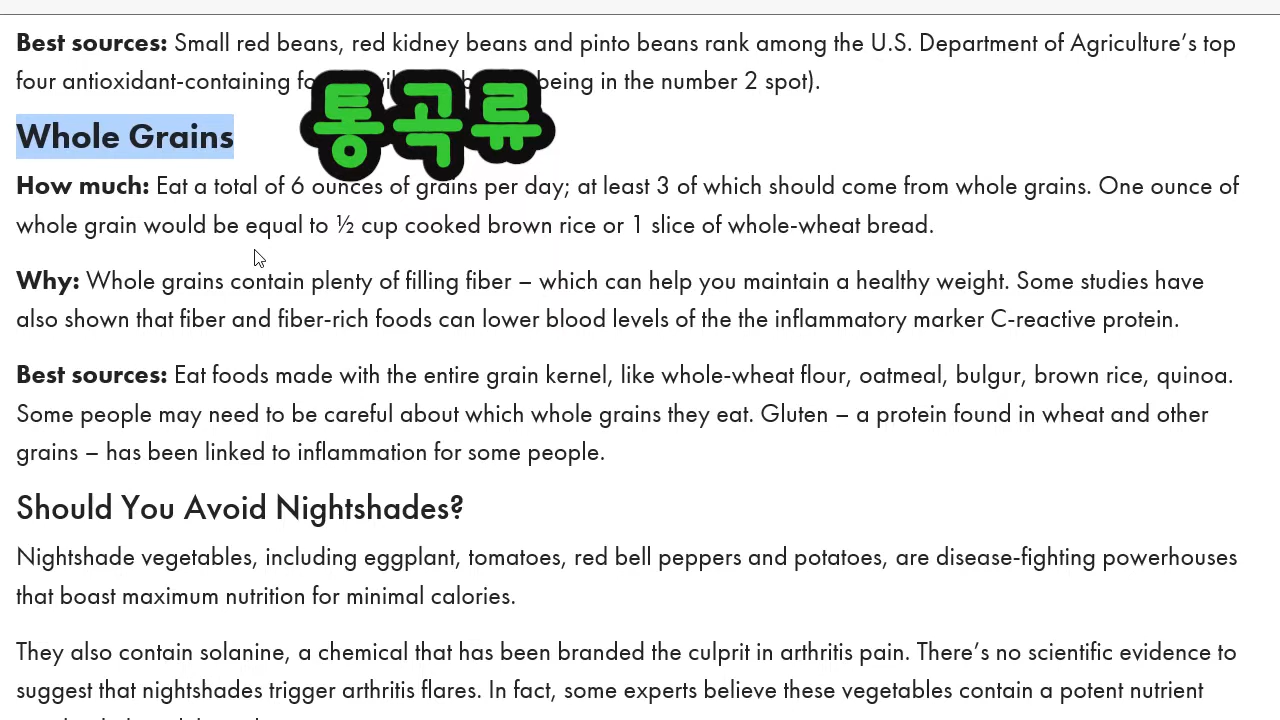 Best sources: Small red beans, red kidney beans and pinto beans rank among the U.S. Department of Agriculture’s top
four antioxidant-containing being in the number 2 spot).
Whole Grains
통곡류
How much: Eat a total of 6 ounces of grains per day; at least 3 of which should come from whole grains. One ounce of
whole grain would be equal to ½ cup cooked brown rice or 1 slice of whole-wheat bread.
Why: Whole grains contain plenty of filling fiber – which can help you maintain a healthy weight. Some studies have
also shown that fiber and fiber-rich foods can lower blood levels of the the inflammatory marker C-reactive protein.
Best sources: Eat foods made with the entire grain kernel, like whole-wheat flour, oatmeal, bulgur, brown rice, quinoa.
Some people may need to be careful about which whole grains they eat. Gluten – a protein found in wheat and other
grains – has been linked to inflammation for some people.
Should You Avoid Nightshades?
Nightshade vegetables, including eggplant, tomatoes, red bell peppers and potatoes, are disease-fighting powerhouses
that boast maximum nutrition for minimal calories.
They also contain solanine, a chemical that has been branded the culprit in arthritis pain. There’s no scientific evidence to
suggest that nightshades trigger arthritis flares. In fact, some experts believe these vegetables contain a potent nutrient